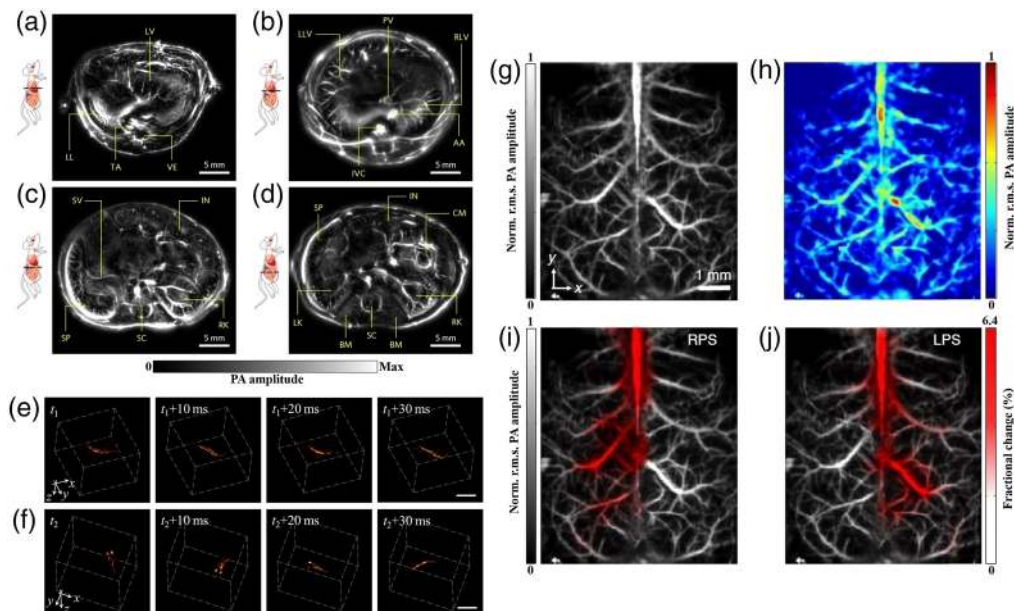 (a)
LV
LL
TA
VE
5 mm
(b)
PV
LLV
RLV
AA
IVC
5 mm
(c)
SV
IN
SP
SC
RK
5 mm
(d)
IN
SP
CM
LK
BM
SC
BM
RK
5 mm
0
Max
PA amplitude
(e)
t₁
t₁+10 ms
t₁+20 ms
t₁+30 ms
z
y
x
(f)
t₂
t₂+10 ms
t₂+20 ms
t₂+30 ms
y
x
z
(g)
1
Norm. r.m.s. PA amplitude
0
y
x
1 mm
(h)
1
Norm. r.m.s. PA amplitude
0
(i)
RPS
1
Norm. r.m.s. PA amplitude
0
(j)
LPS
6.4
Fractional change (%)
0